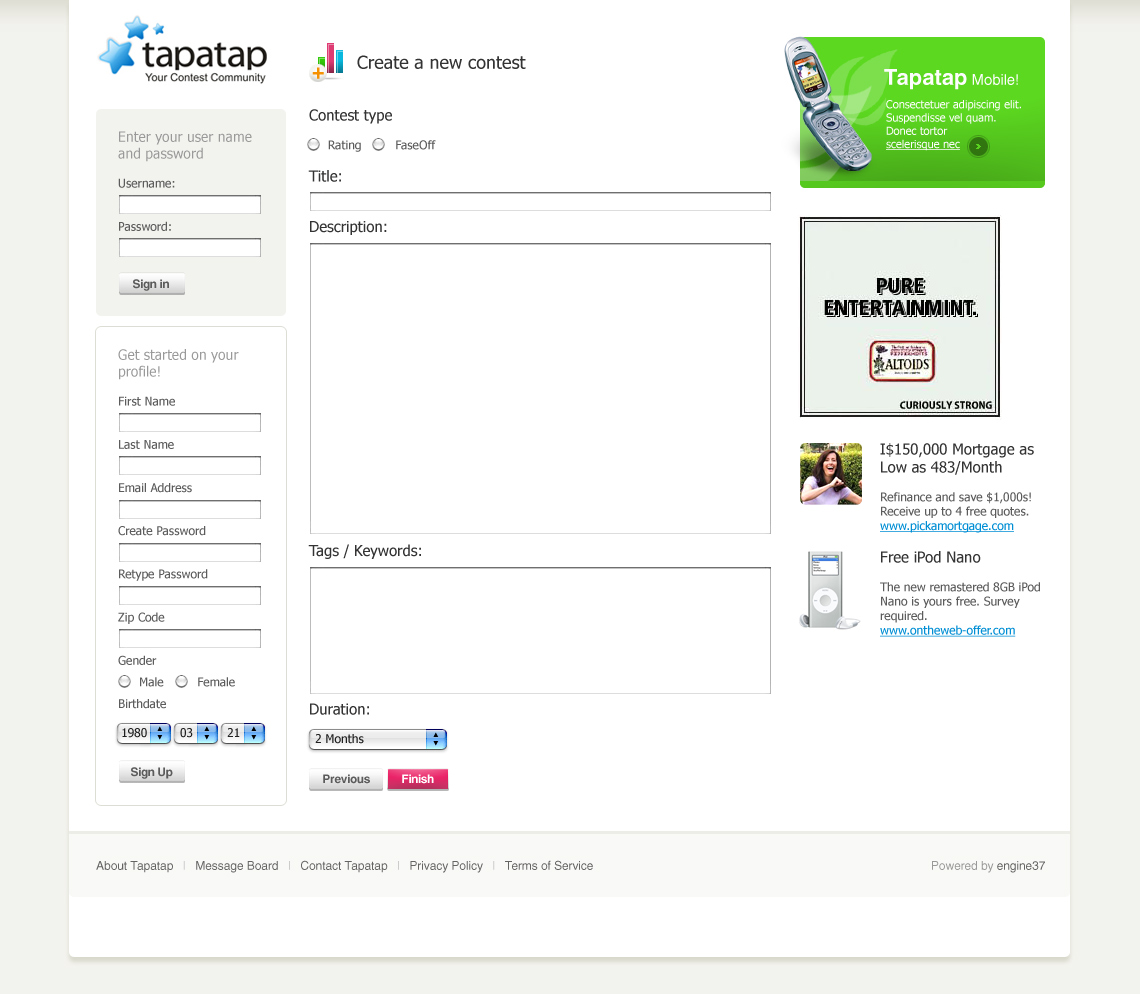 tapatap
Your Contest Community
Enter your user name
and password
Username:
Password:
Sign in
Get started on your
profile!
First Name
Last Name
Email Address
Create Password
Retype Password
Zip Code
Gender
Male Female
Birthdate
1980 03 21
Sign Up
Create a new contest
Contest type
Rating FaseOff
Title:
Description:
Tags / Keywords:
Duration:
2 Months
Previous Finish
Tapatap Mobile!
Consectetuer adipiscing elit.
Suspendisse vel quam.
Donec tortor
scelerisque nec
PURE
ENTERTAINMINT.
ALTOIDS
CURIOUSLY STRONG
I$150,000 Mortgage as
Low as 483/Month
Refinance and save $1,000s!
Receive up to 4 free quotes.
www.pickamortgage.com
Free iPod Nano
The new remastered 8GB iPod
Nano is yours free. Survey
required.
www.ontheweb-offer.com
About Tapatap Message Board Contact Tapatap Privacy Policy Terms of Service
Powered by engine37